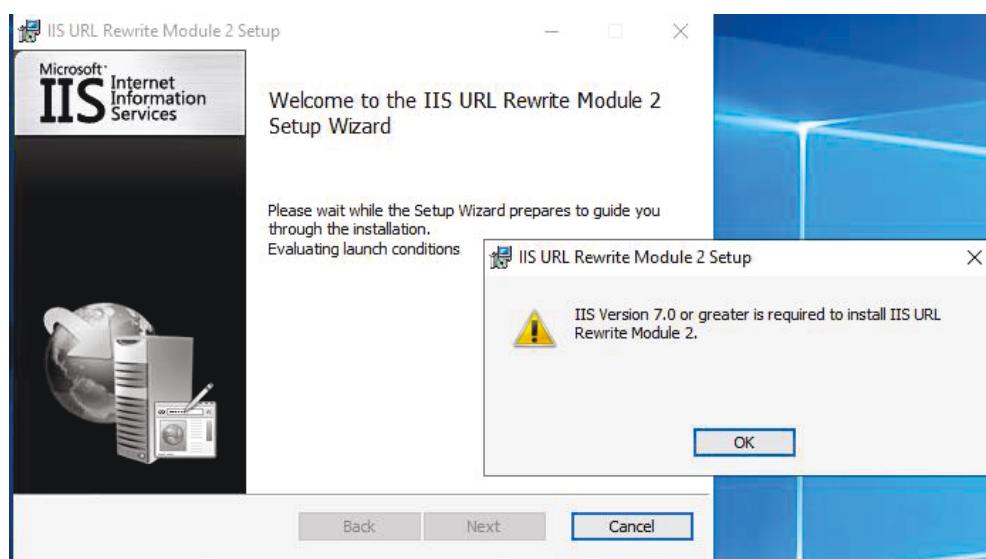 IIS URL Rewrite Module 2 Setup
Microsoft
IIS Internet
Information
Services
Welcome to the IIS URL Rewrite Module 2
Setup Wizard
Please wait while the Setup Wizard prepares to guide you
through the installation.
Evaluating launch conditions
IIS URL Rewrite Module 2 Setup
IIS Version 7.0 or greater is required to install IIS URL
Rewrite Module 2.
OK
Back Next Cancel